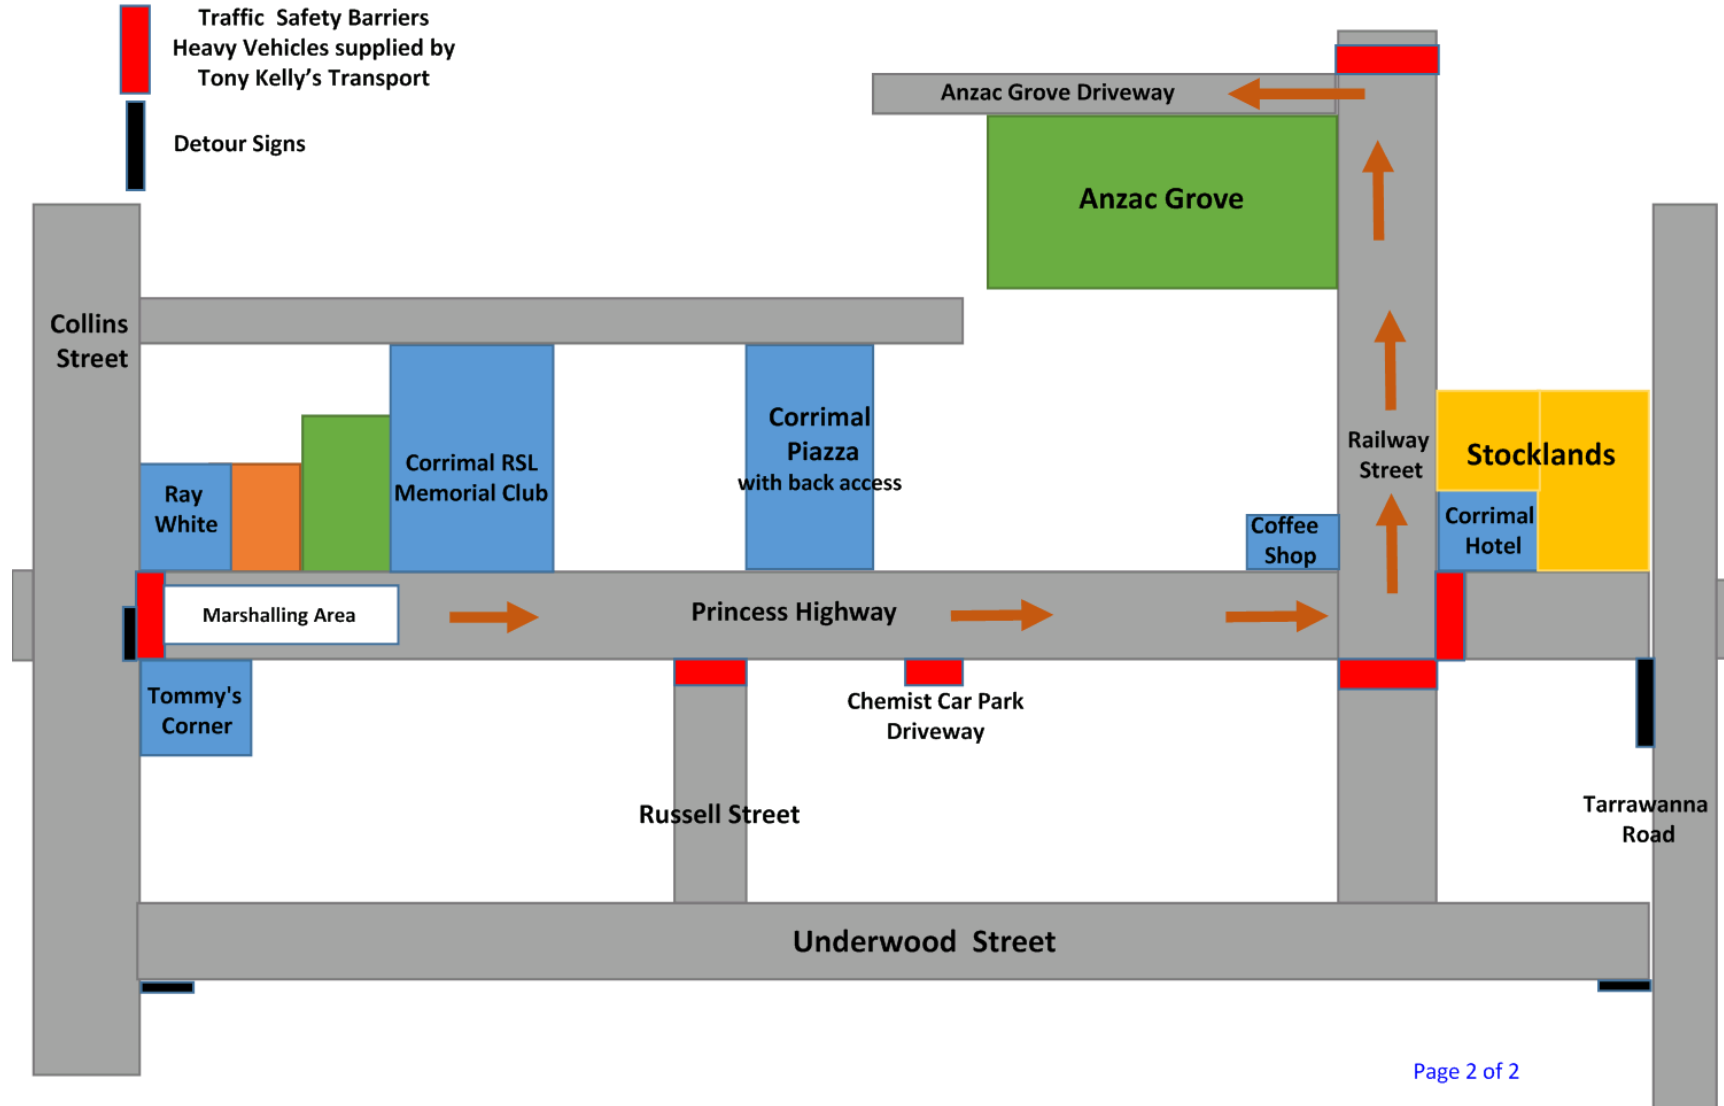 Traffic  Safety Barriers
Heavy Vehicles supplied by
Tony Kelly's Transport
Detour Signs
Anzac Grove Driveway
Anzac Grove
Collins
Street
Corrimal
Piazza
with back access
Railway
Street
Stocklands
Corrimal RSL
Memorial Club
Ray
White
Coffee
Shop
Corrimal
Hotel
Marshalling Area
Princess Highway
Tommy's
Corner
Chemist Car Park
Driveway
Russell Street
Tarrawanna
Road
Underwood  Street
Page 2 of 2